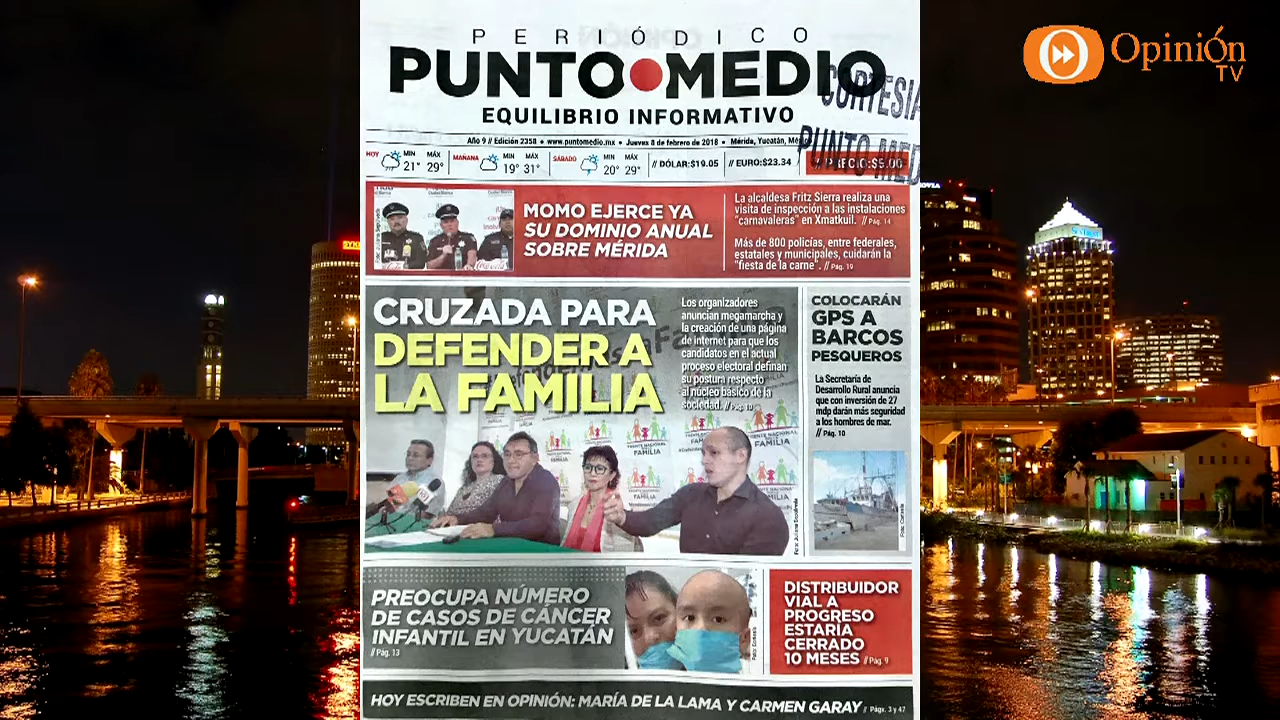 PERIÓDICO
PUNTO MEDIO
EQUILIBRIO INFORMATIVO
CORTESIA
PUNTO MED
Opinión
TV
Año 9 // Edición 2358 • www.puntomedio.mx • Jueves 8 de febrero de 2018 • Mérida, Yucatán,
HOY MIN 21° MÁX 29°
MAÑANA MIN 19° MÁX 31°
SÁBADO MIN 20° MÁX 29°
// DÓLAR:$19.05
// EURO:$23.34
// PRECIO:$5.00
MOMO EJERCE YA
SU DOMINIO ANUAL
SOBRE MÉRIDA
La alcaldesa Fritz Sierra realiza una
visita de inspección a las instalaciones
"carnavaleras" en Xmatkuil. // Pág. 14
Más de 800 policías, entre federales,
estatales y municipales, cuidarán la
"fiesta de la carne". // Pág. 19
CRUZADA PARA
DEFENDER A
LA FAMILIA
Los organizadores
anuncian megamarcha y
la creación de una página
de internet para que los
candidatos en el actual
proceso electoral definan
su postura respecto
al núcleo básico de la
sociedad. // Pág. 10
FRENTE NACIONAL
FAMILIA
COLOCARÁN
GPS A
BARCOS
PESQUEROS
La Secretaría de
Desarrollo Rural anuncia
que con inversión de 27
mdp darán más seguridad
a los hombres de mar.
// Pág. 10
PREOCUPA NÚMERO
DE CASOS DE CÁNCER
INFANTIL EN YUCATÁN
// Pág. 13
DISTRIBUIDOR
VIAL A
PROGRESO
ESTARÍA
CERRADO
10 MESES // Pág. 9
HOY ESCRIBEN EN OPINIÓN: MARÍA DE LA LAMA Y CARMEN GARAY // Págs. 3 y 47